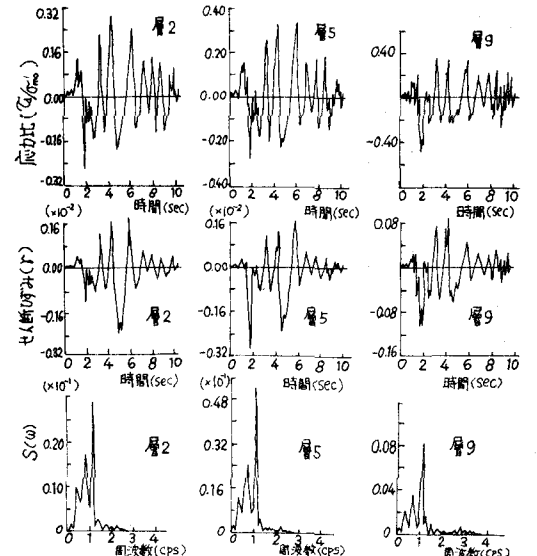 応力比(τd/σ'mo)
0.32
0.16
0.00
-0.16
-0.32
層2
0 2 4 6 8 10
時間(sec)
0.40
0.20
0.00
-0.20
-0.40
層5
0 2 4 6 8 10
時間(sec)
0.40
0.00
-0.40
層9
0 2 4 6 8 10
時間(sec)
せん断ひずみ(γ)
(×10⁻²)
0.16
0.00
-0.16
-0.32
層2
0 2 4 6 8 10
時間(sec)
(×10⁻²)
0.16
0.00
-0.16
-0.32
層5
0 2 4 6 8 10
時間(sec)
0.08
0.00
-0.08
-0.16
層9
0 2 4 6 8 10
時間(sec)
S(ω)
(×10⁻¹)
0.20
0.10
0
層2
0 1 2 3 4
周波数(cps)
(×10⁻¹)
0.48
0.32
0.16
0
層5
0 1 2 3 4
周波数(cps)
0.08
0.04
0
層9
0 1 2 3 4
周波数(cps)